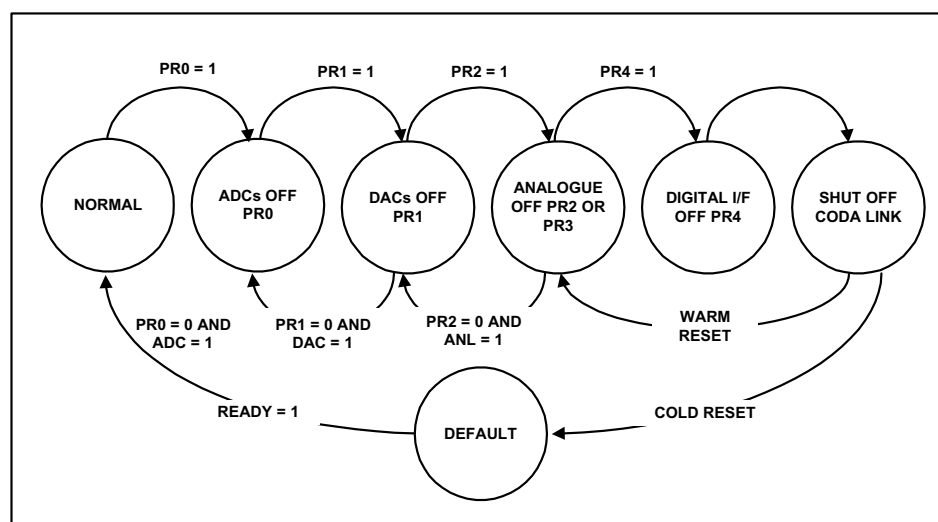 PR0 = 1
PR1 = 1
PR2 = 1
PR4 = 1
NORMAL
ADCs OFF
PR0
DACs OFF
PR1
ANALOGUE
OFF PR2 OR
PR3
DIGITAL I/F
OFF PR4
SHUT OFF
CODA LINK
PR0 = 0 AND
ADC = 1
PR1 = 0 AND
DAC = 1
PR2 = 0 AND
ANL = 1
WARM
RESET
READY = 1
DEFAULT
COLD RESET